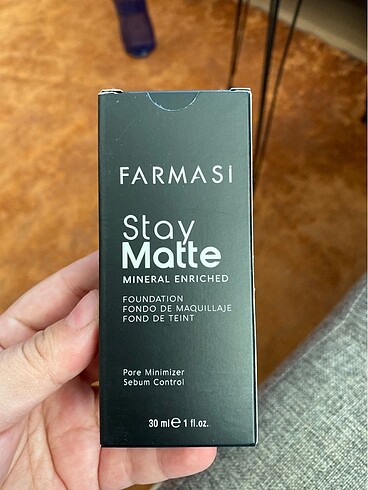 FARMASI
Stay
Matte
MINERAL ENRICHED
FOUNDATION
FONDO DE MAQUILLAJE
FOND DE TEINT
Pore Minimizer
Sebum Control
30 ml e 1 fl.oz.